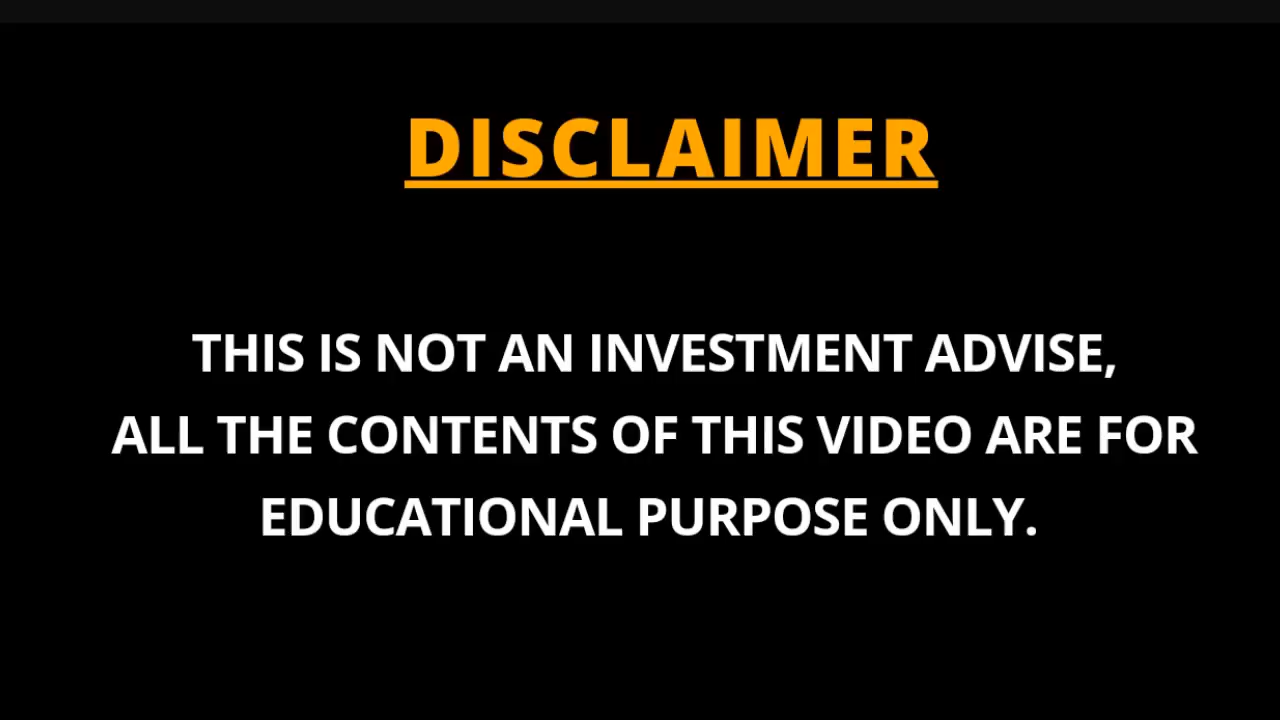 DISCLAIMER
THIS IS NOT AN INVESTMENT ADVISE,
ALL THE CONTENTS OF THIS VIDEO ARE FOR
EDUCATIONAL PURPOSE ONLY.